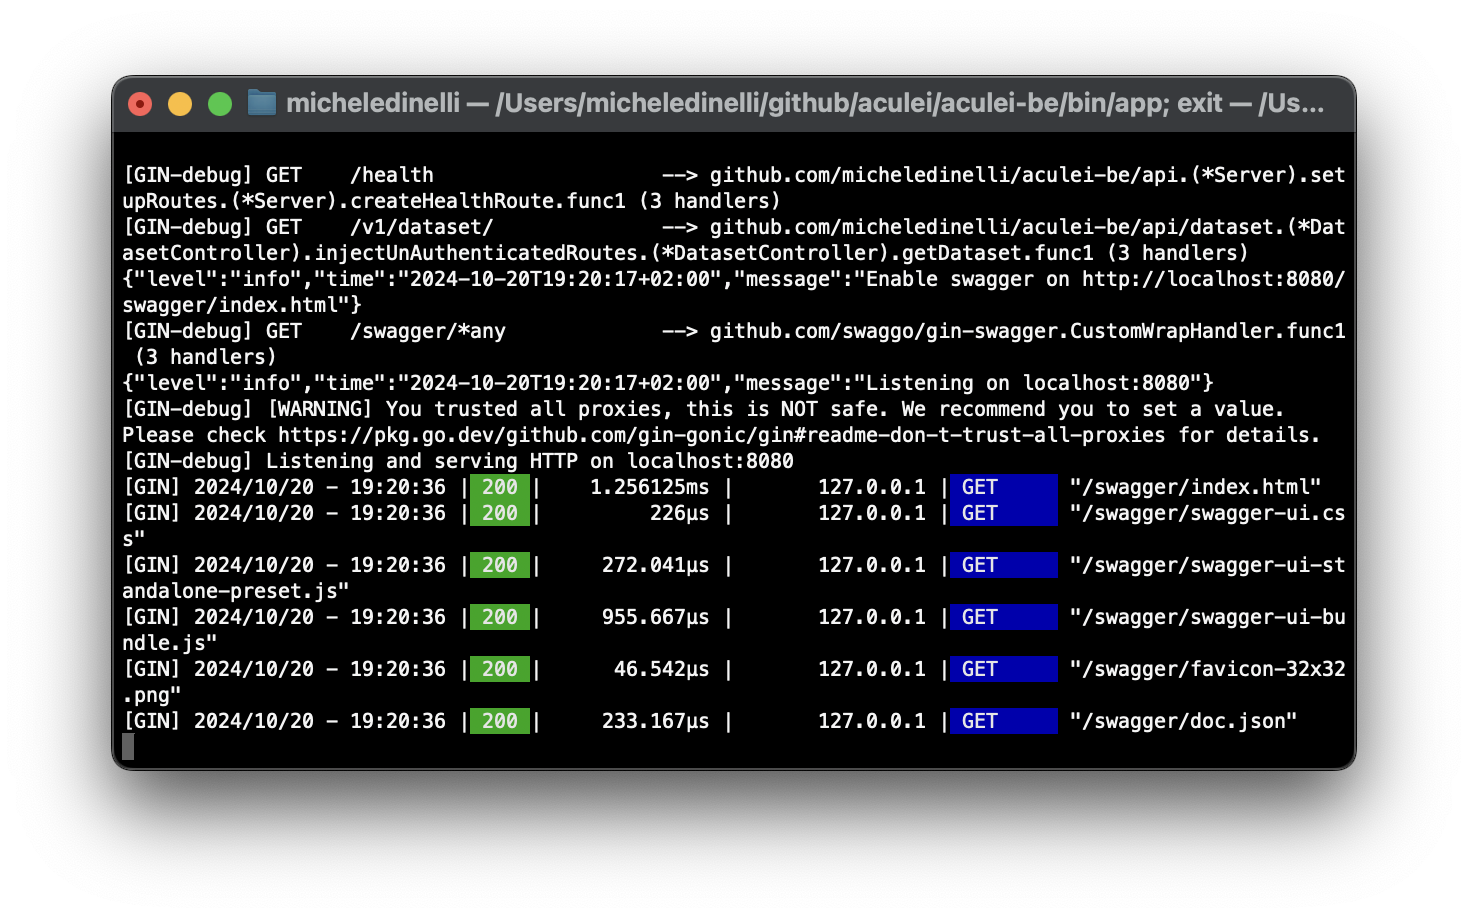 micheledinelli — /Users/micheledinelli/github/aculei/aculei-be/bin/app; exit — /Us...
[GIN-debug] GET    /health                   --> github.com/micheledinelli/aculei-be/api.(*Server).set
upRoutes.(*Server).createHealthRoute.func1 (3 handlers)
[GIN-debug] GET    /v1/dataset/              --> github.com/micheledinelli/aculei-be/api/dataset.(*Dat
asetController).injectUnAuthenticatedRoutes.(*DatasetController).getDataset.func1 (3 handlers)
{"level":"info","time":"2024-10-20T19:20:17+02:00","message":"Enable swagger on http://localhost:8080/
swagger/index.html"}
[GIN-debug] GET    /swagger/*any             --> github.com/swaggo/gin-swagger.CustomWrapHandler.func1
 (3 handlers)
{"level":"info","time":"2024-10-20T19:20:17+02:00","message":"Listening on localhost:8080"}
[GIN-debug] [WARNING] You trusted all proxies, this is NOT safe. We recommend you to set a value.
Please check https://pkg.go.dev/github.com/gin-gonic/gin#readme-don-t-trust-all-proxies for details.
[GIN-debug] Listening and serving HTTP on localhost:8080
[GIN] 2024/10/20 - 19:20:36 | 200 |    1.256125ms |       127.0.0.1 | GET      "/swagger/index.html"
[GIN] 2024/10/20 - 19:20:36 | 200 |         226µs |       127.0.0.1 | GET      "/swagger/swagger-ui.cs
s"
[GIN] 2024/10/20 - 19:20:36 | 200 |     272.041µs |       127.0.0.1 | GET      "/swagger/swagger-ui-st
andalone-preset.js"
[GIN] 2024/10/20 - 19:20:36 | 200 |     955.667µs |       127.0.0.1 | GET      "/swagger/swagger-ui-bu
ndle.js"
[GIN] 2024/10/20 - 19:20:36 | 200 |      46.542µs |       127.0.0.1 | GET      "/swagger/favicon-32x32
.png"
[GIN] 2024/10/20 - 19:20:36 | 200 |     233.167µs |       127.0.0.1 | GET      "/swagger/doc.json"